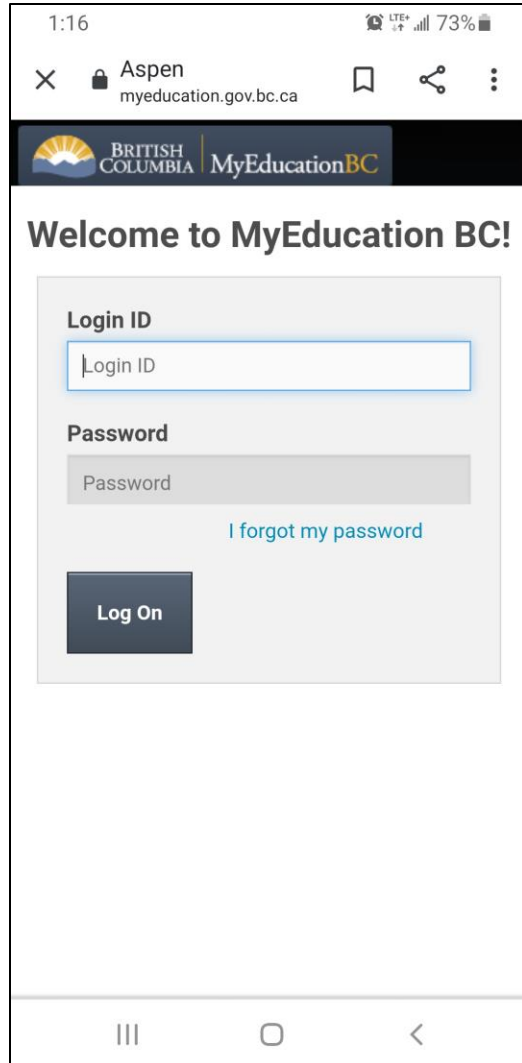 1:16 LTE+ 73%
Aspen
myeducation.gov.bc.ca
BRITISH
COLUMBIA MyEducationBC
Welcome to MyEducation BC!
Login ID
Login ID
Password
Password
I forgot my password
Log On